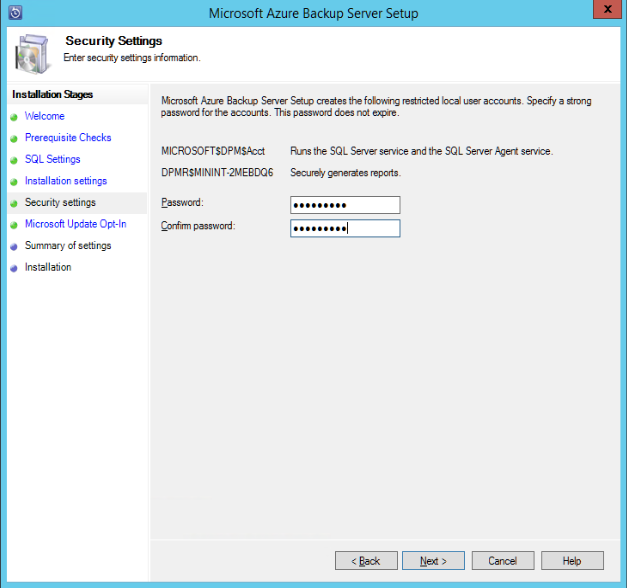 Microsoft Azure Backup Server Setup
x
Security Settings
Enter security settings information.
Installation Stages
Welcome
Prerequisite Checks
SQL Settings
Installation settings
Security settings
Microsoft Update Opt-In
Summary of settings
Installation
Microsoft Azure Backup Server Setup creates the following restricted local user accounts. Specify a strong
password for the accounts. This password does not expire.
MICROSOFT$DPM$Acct Runs the SQL Server service and the SQL Server Agent service.
DPMR$MININT-2MEBDQ6 Securely generates reports.
Password: ●●●●●●●●●
Confirm password: ●●●●●●●●●
< Back Next > Cancel Help